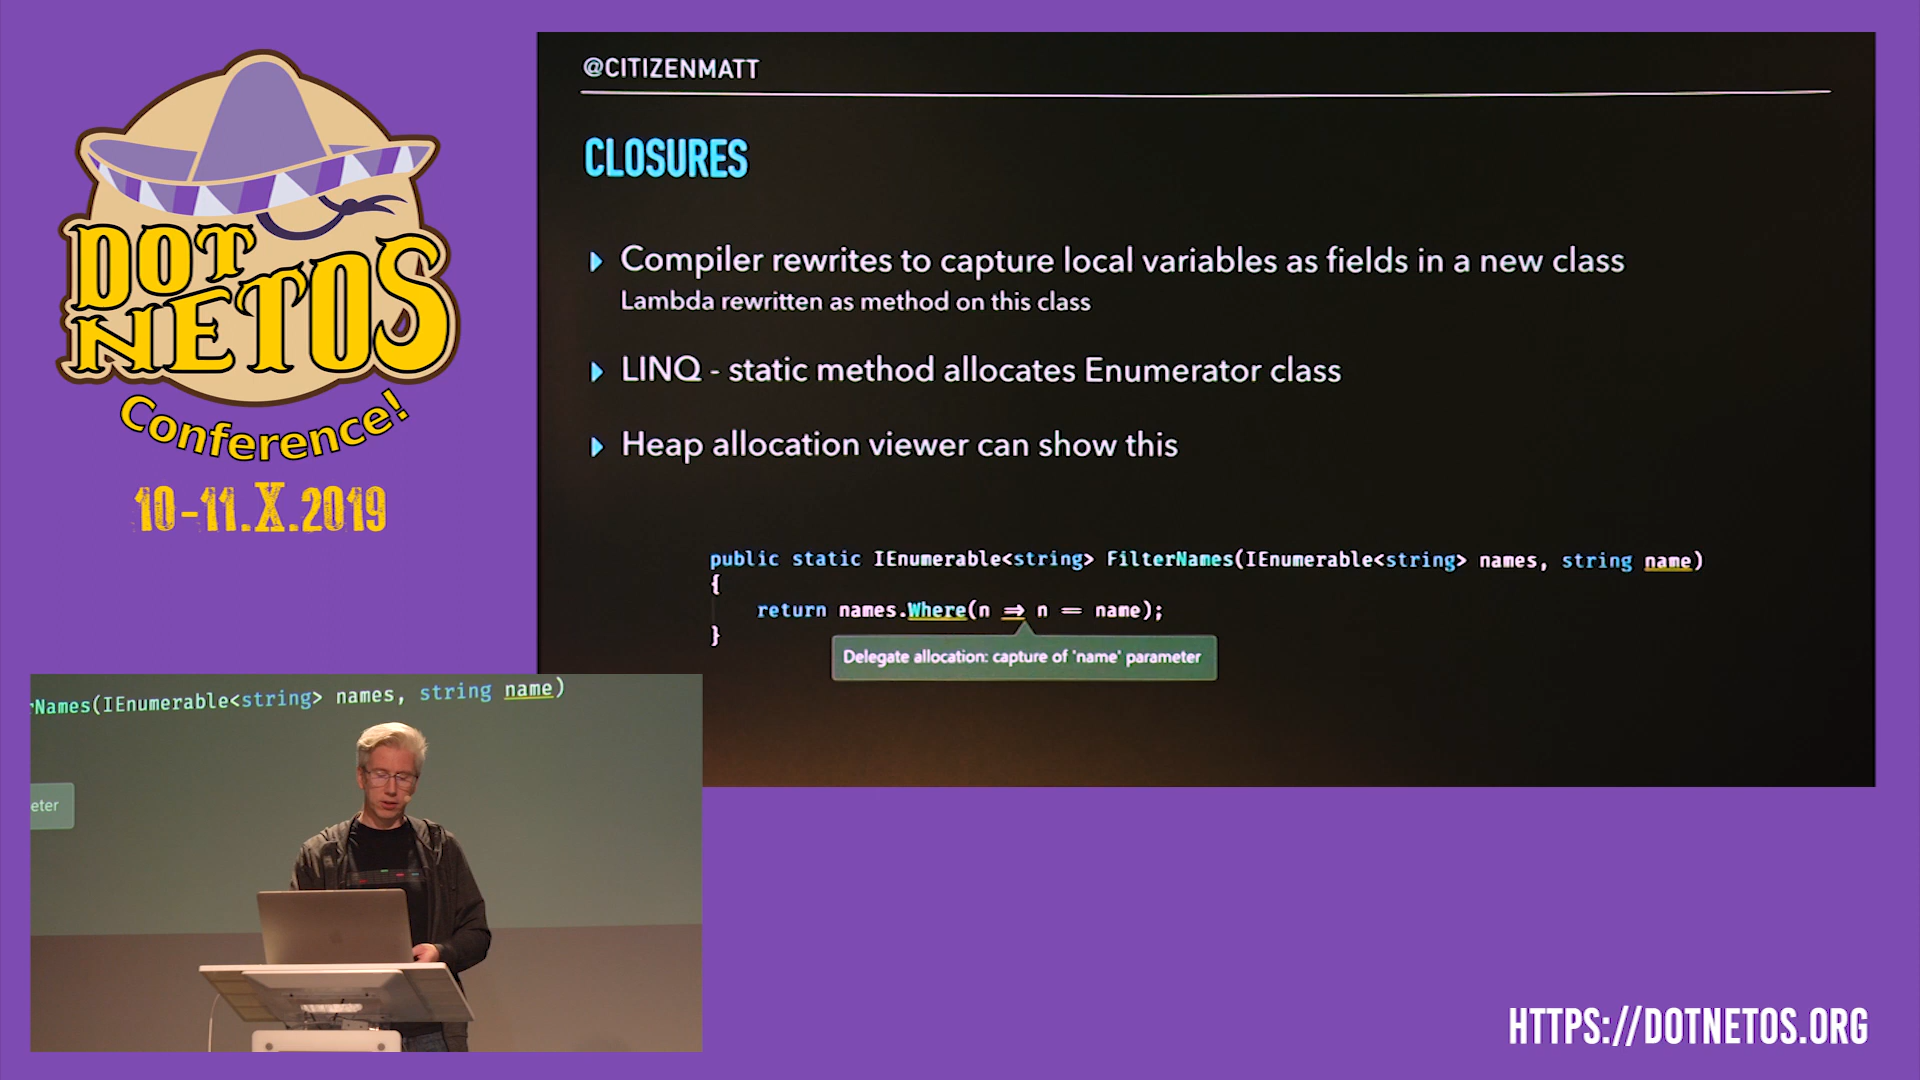 DOT
NETOS
Conference!
10-11.X.2019
@CITIZENMATT
CLOSURES
Compiler rewrites to capture local variables as fields in a new class
Lambda rewritten as method on this class
LINQ - static method allocates Enumerator class
Heap allocation viewer can show this
public static IEnumerable<string> FilterNames(IEnumerable<string> names, string name)
{
return names.Where(n => n == name);
}
Delegate allocation: capture of 'name' parameter
rNames(IEnumerable<string> names, string name)
eter
HTTPS://DOTNETOS.ORG